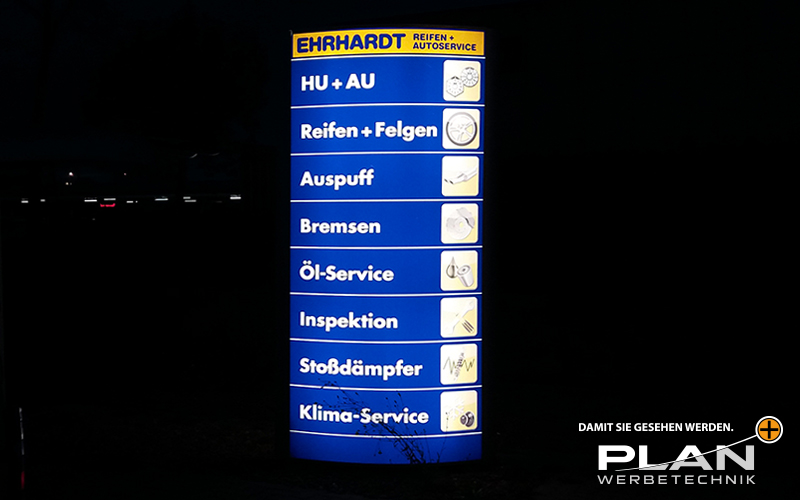 EHRHARDT REIFEN +
AUTOSERVICE
HU + AU
Reifen + Felgen
Auspuff
Bremsen
Öl-Service
Inspektion
Stoßdämpfer
Klima-Service
DAMIT SIE GESEHEN WERDEN.
PLAN
WERBETECHNIK